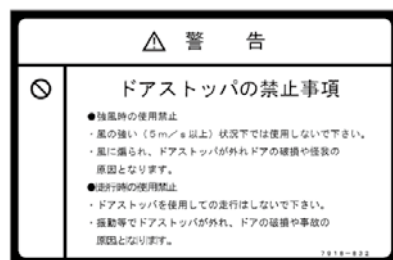 ⚠ 警 告
ドアストッパの禁止事項
●強風時の使用禁止
・風の強い（5m／s以上）状況下では使用しないで下さい。
・風に煽られ、ドアストッパが外れドアの破損や怪我の
原因となります。
●走行時の使用禁止
・ドアストッパを使用しての走行はしないで下さい。
・振動等でドアストッパが外れ、ドアの破損や事故の
原因となります。
7918-832